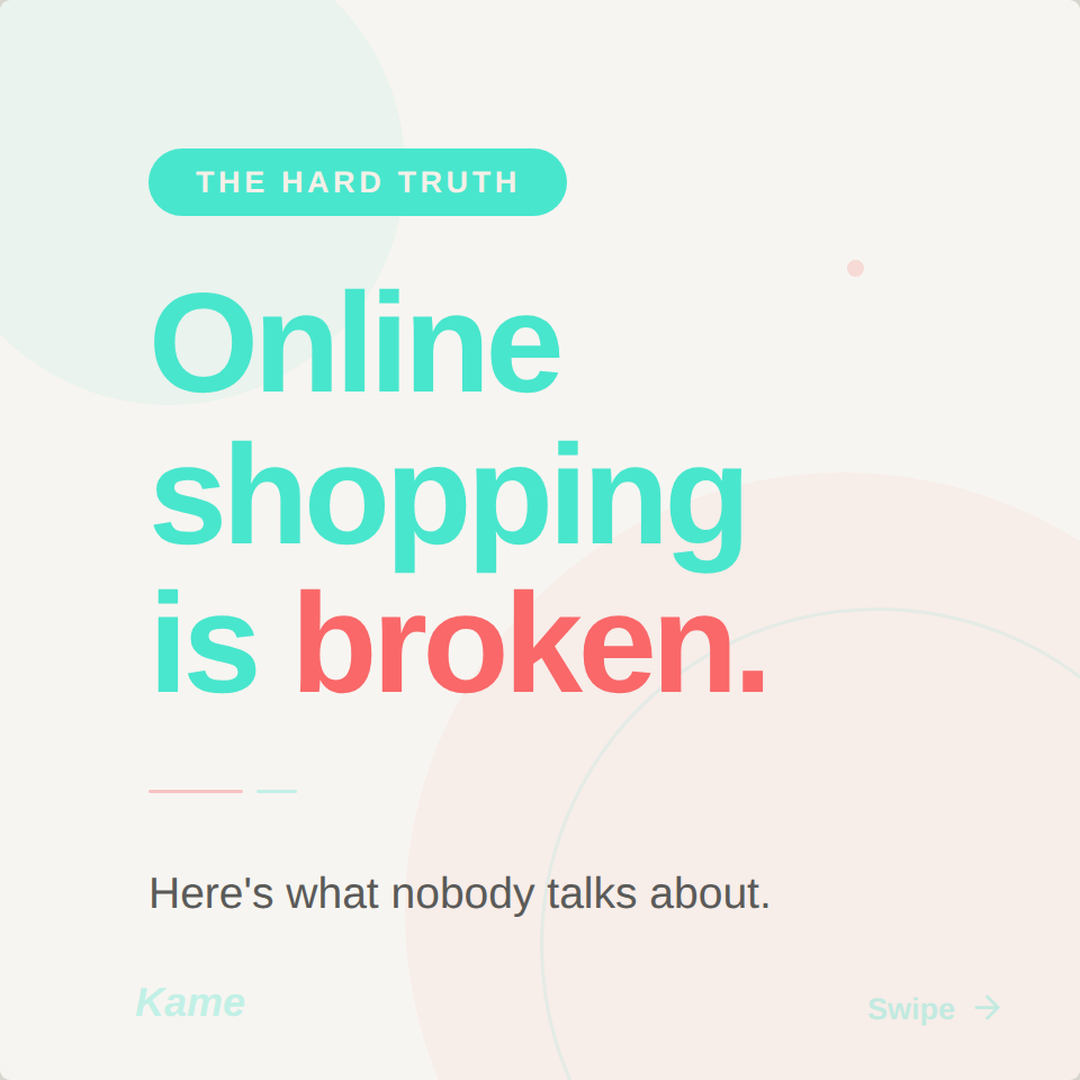 THE HARD TRUTH
Online
shopping
is broken.
Here's what nobody talks about.
Kame
Swipe →